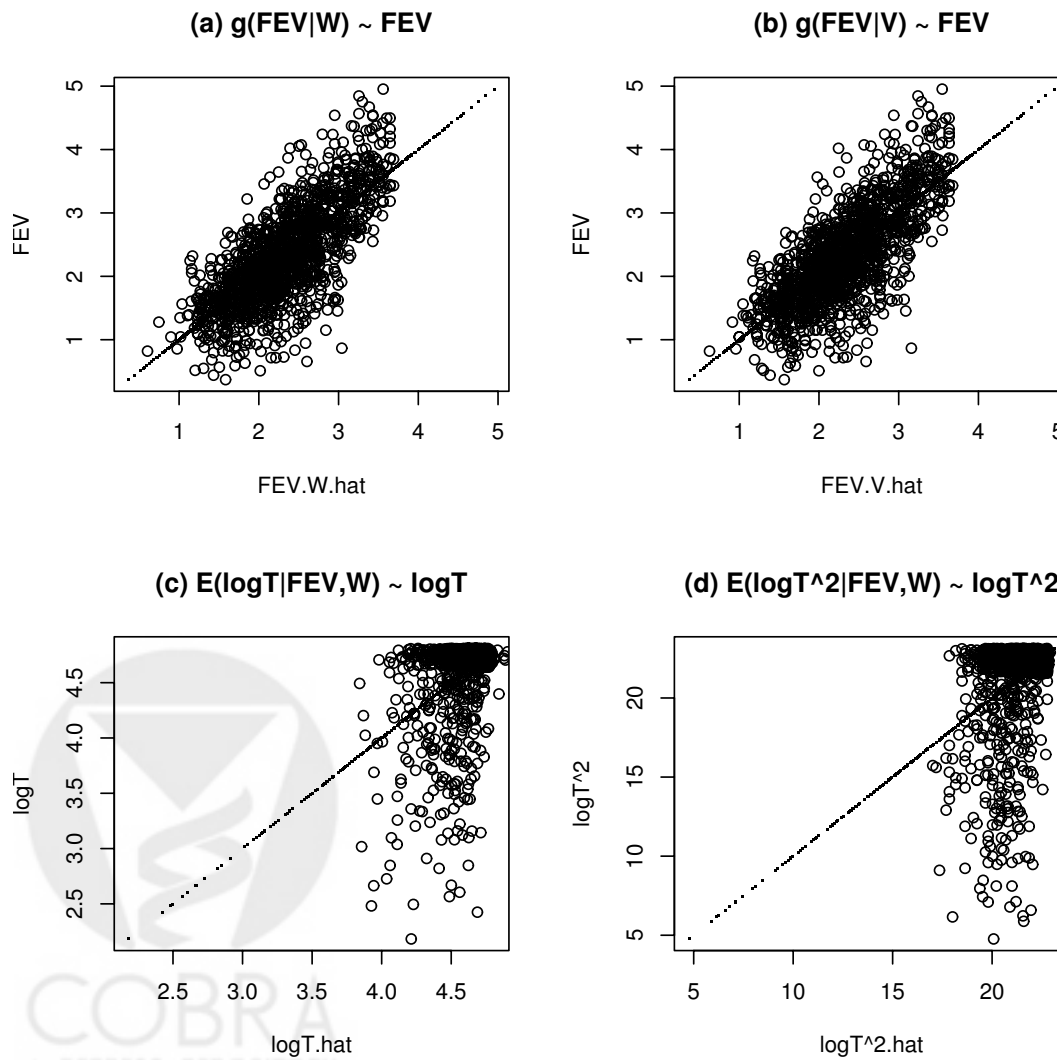 (a) g(FEV|W) ~ FEV
FEV
5
4
3
2
1
1 2 3 4 5
FEV.W.hat
(b) g(FEV|V) ~ FEV
FEV
5
4
3
2
1
1 2 3 4 5
FEV.V.hat
(c) E(logT|FEV,W) ~ logT
logT
4.5
4.0
3.5
3.0
2.5
2.5 3.0 3.5 4.0 4.5
logT.hat
(d) E(logT^2|FEV,W) ~ logT^2
logT^2
20
15
10
5
5 10 15 20
logT^2.hat
COBRA